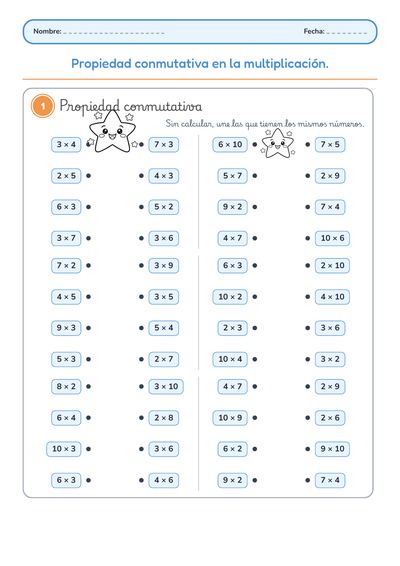 Nombre: Fecha:
Propiedad conmutativa en la multiplicación.
1 Propiedad conmutativa
Sin calcular, une las que tienen los mismos números.
3 × 4 7 × 3 6 × 10 7 × 5
2 × 5 4 × 3 5 × 7 2 × 9
6 × 3 5 × 2 9 × 2 7 × 4
3 × 7 3 × 6 4 × 7 10 × 6
7 × 2 3 × 9 6 × 3 2 × 10
4 × 5 3 × 5 10 × 2 4 × 10
9 × 3 5 × 4 2 × 3 3 × 6
5 × 3 2 × 7 10 × 4 3 × 2
8 × 2 3 × 10 4 × 7 2 × 9
6 × 4 2 × 8 10 × 9 2 × 6
10 × 3 3 × 6 6 × 2 9 × 10
6 × 3 4 × 6 9 × 2 7 × 4